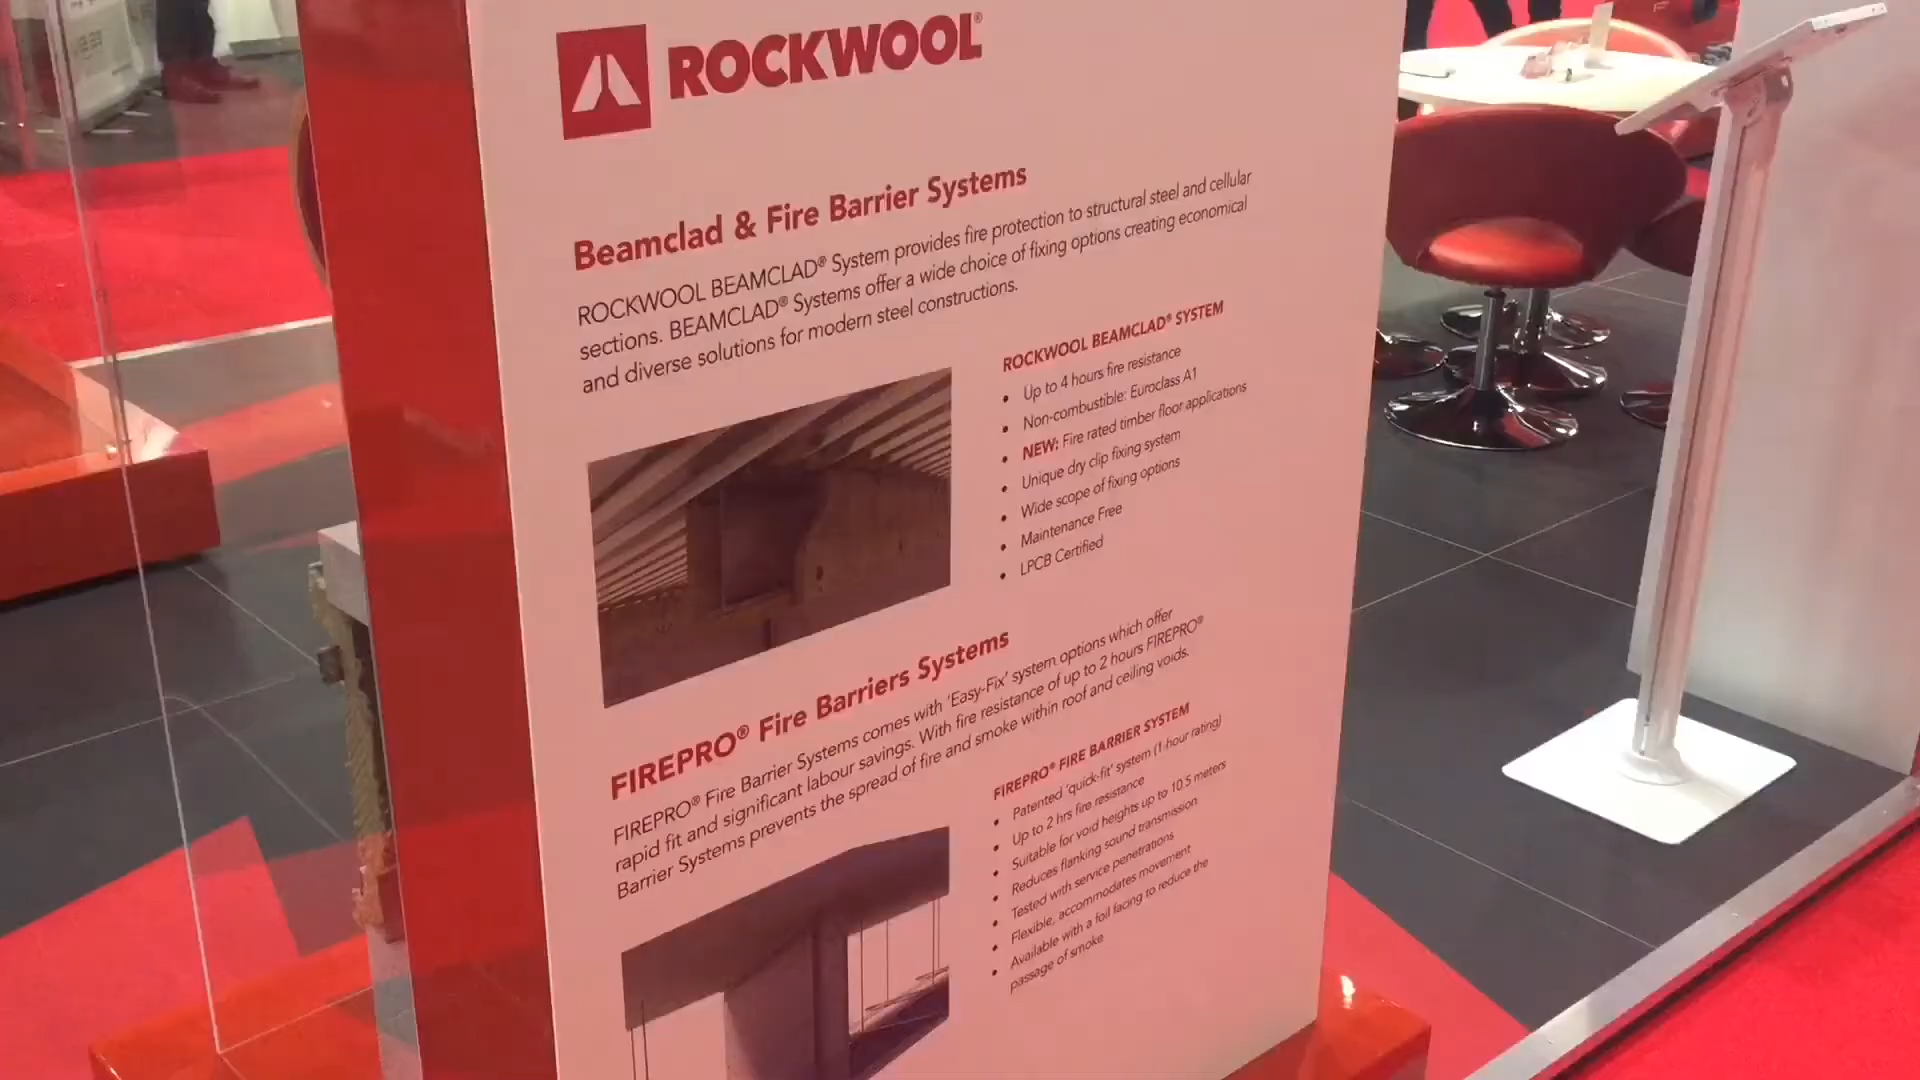 ROCKWOOL®
Beamclad & Fire Barrier Systems
ROCKWOOL BEAMCLAD® System provides fire protection to structural steel and cellular
sections. BEAMCLAD® Systems offer a wide choice of fixing options creating economical
and diverse solutions for modern steel constructions.
ROCKWOOL BEAMCLAD® SYSTEM
• Up to 4 hours fire resistance
• Non-combustible: Euroclass A1
• NEW: Fire rated timber floor applications
• Unique dry clip fixing system
• Wide scope of fixing options
• Maintenance Free
• LPCB Certified
FIREPRO® Fire Barriers Systems
FIREPRO® Fire Barrier Systems comes with 'Easy-Fix' system options which offer
rapid fit and significant labour savings. With fire resistance of up to 2 hours FIREPRO®
Barrier Systems prevents the spread of fire and smoke within roof and ceiling voids.
FIREPRO® FIRE BARRIER SYSTEM
• Patented 'quick-fit' system (1 hour rating)
• Up to 2 hrs fire resistance
• Suitable for void heights up to 10.5 meters
• Reduces flanking sound transmission
• Tested with service penetrations
• Flexible, accommodates movement
• Available with a foil facing to reduce the
passage of smoke